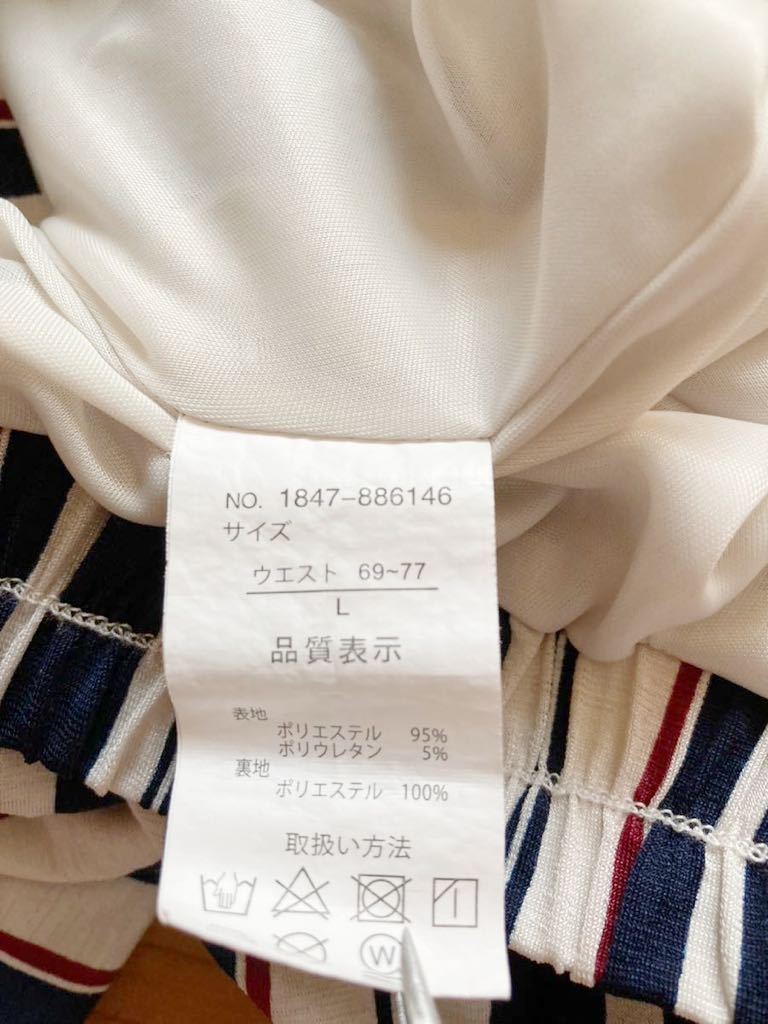 NO. 1847-886146
サイズ
ウエスト 69~77
L
品質表示
表地
ポリエステル 95%
ポリウレタン 5%
裏地
ポリエステル 100%
取扱い方法
W